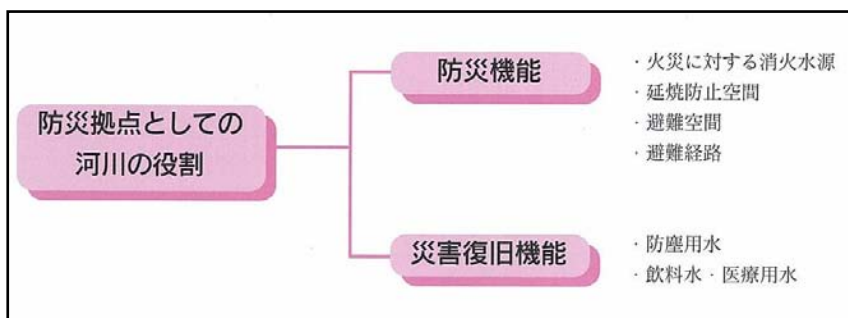 防災拠点としての
河川の役割
防災機能
・火災に対する消火水源
・延焼防止空間
・避難空間
・避難経路
災害復旧機能
・防塵用水
・飲料水・医療用水